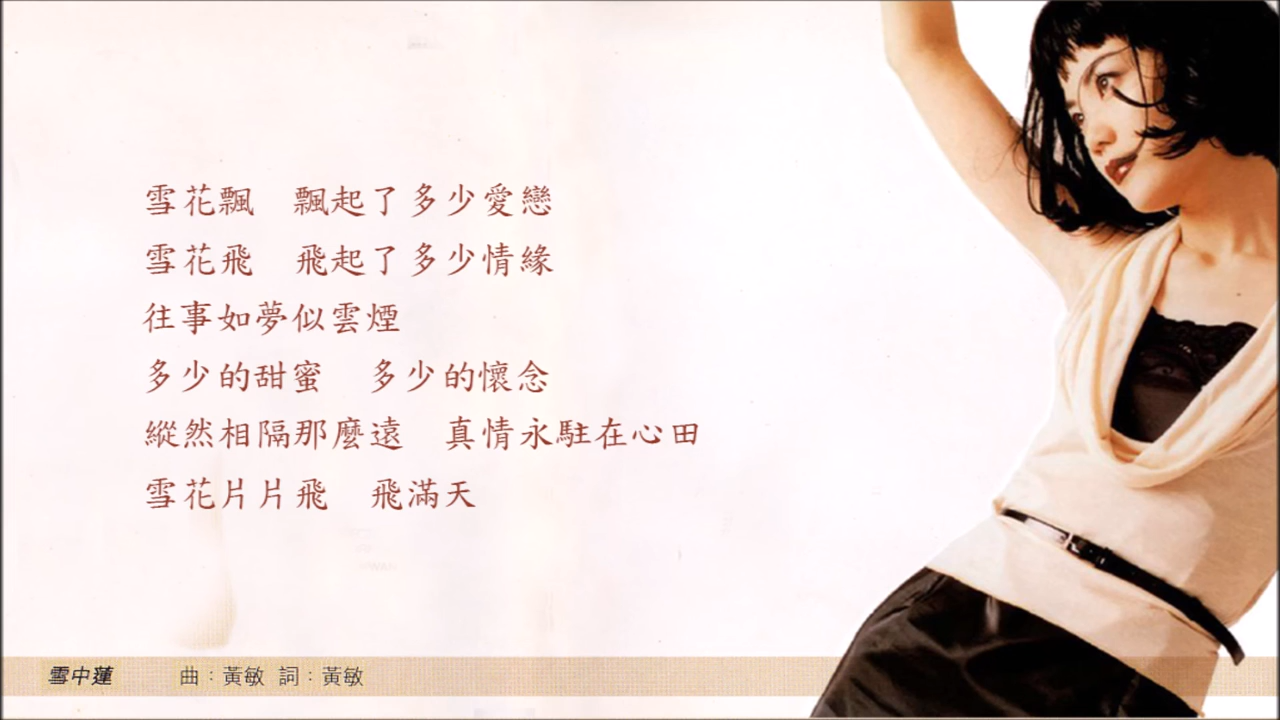 雪花飄　飄起了多少愛戀
雪花飛　飛起了多少情緣
往事如夢似雲煙
多少的甜蜜　多少的懷念
縱然相隔那麼遠　真情永駐在心田
雪花片片飛　飛滿天
雪中蓮　曲：黃敏 詞：黃敏